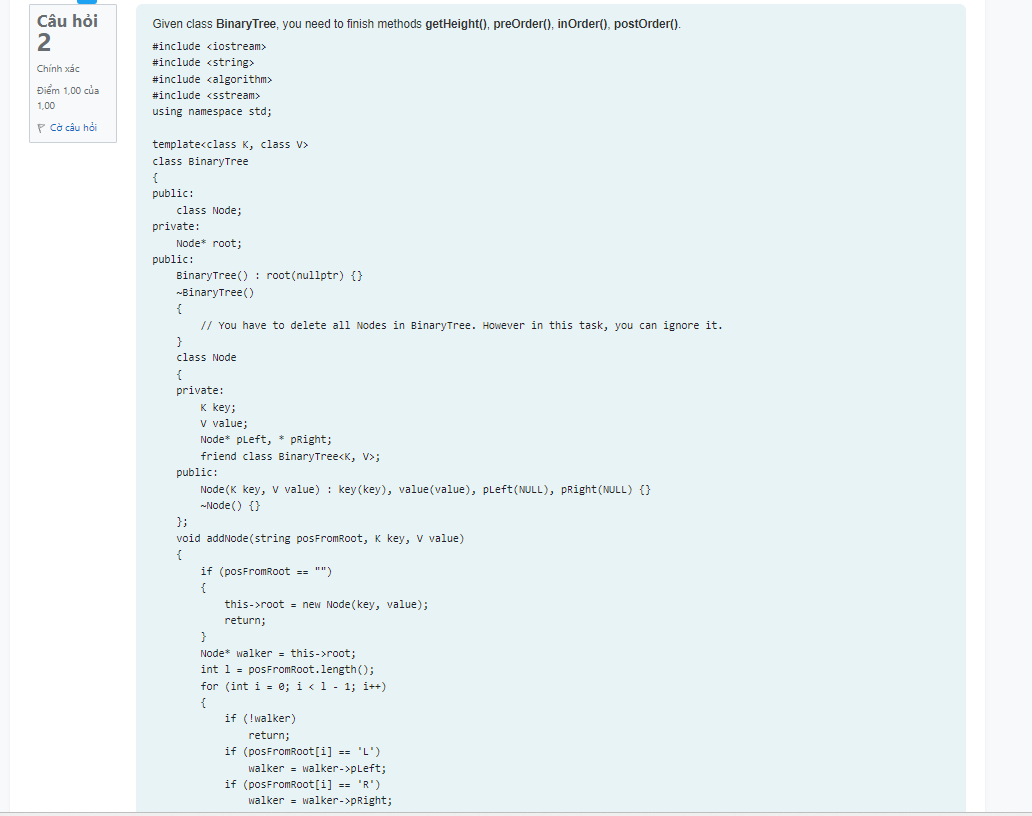 Câu hỏi
2
Chính xác
Điểm 1,00 của
1,00
Cờ câu hỏi
Given class BinaryTree, you need to finish methods getHeight(), preOrder(), inOrder(), postOrder().
#include <iostream>
#include <string>
#include <algorithm>
#include <sstream>
using namespace std;
template<class K, class V>
class BinaryTree
{
public:
    class Node;
private:
    Node* root;
public:
    BinaryTree() : root(nullptr) {}
    ~BinaryTree()
    {
        // You have to delete all Nodes in BinaryTree. However in this task, you can ignore it.
    }
    class Node
    {
    private:
        K key;
        V value;
        Node* pLeft, * pRight;
        friend class BinaryTree<K, V>;
    public:
        Node(K key, V value) : key(key), value(value), pLeft(NULL), pRight(NULL) {}
        ~Node() {}
    };
    void addNode(string posFromRoot, K key, V value)
    {
        if (posFromRoot == "")
        {
            this->root = new Node(key, value);
            return;
        }
        Node* walker = this->root;
        int l = posFromRoot.length();
        for (int i = 0; i < l - 1; i++)
        {
            if (!walker)
                return;
            if (posFromRoot[i] == 'L')
                walker = walker->pLeft;
            if (posFromRoot[i] == 'R')
                walker = walker->pRight;